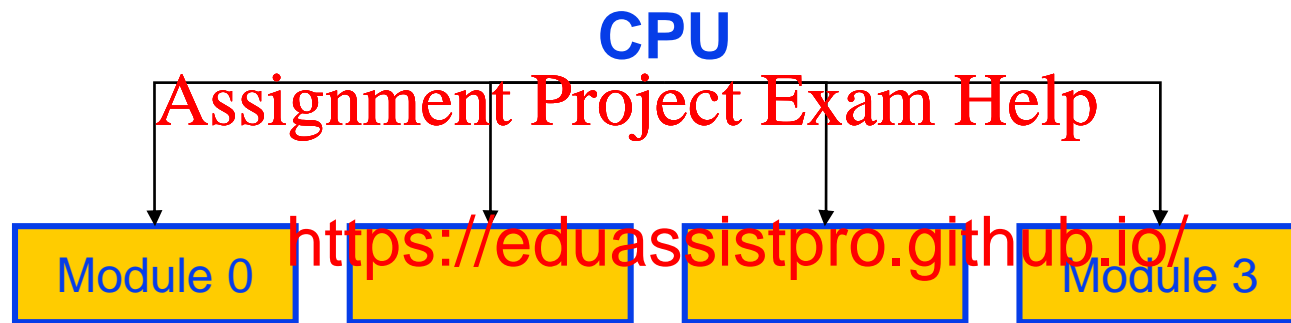 CPU
Assignment Project Exam Help
https://eduassistpro.github.io/
Module 0
Module 3